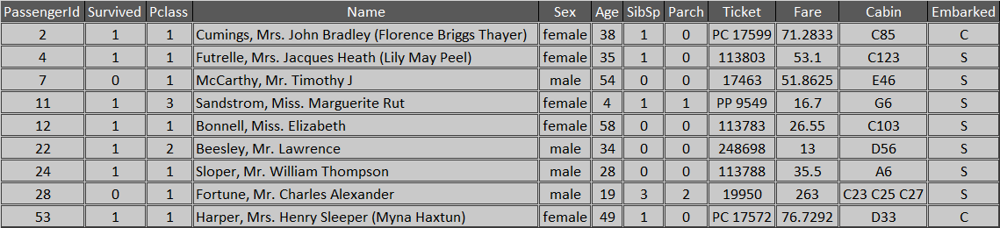 PassengerId Survived Pclass Name Sex Age SibSp Parch Ticket Fare Cabin Embarked
2 1 1 Cumings, Mrs. John Bradley (Florence Briggs Thayer) female 38 1 0 PC 17599 71.2833 C85 C
4 1 1 Futrelle, Mrs. Jacques Heath (Lily May Peel) female 35 1 0 113803 53.1 C123 S
7 0 1 McCarthy, Mr. Timothy J male 54 0 0 17463 51.8625 E46 S
11 1 3 Sandstrom, Miss. Marguerite Rut female 4 1 1 PP 9549 16.7 G6 S
12 1 1 Bonnell, Miss. Elizabeth female 58 0 0 113783 26.55 C103 S
22 1 2 Beesley, Mr. Lawrence male 34 0 0 248698 13 D56 S
24 1 1 Sloper, Mr. William Thompson male 28 0 0 113788 35.5 A6 S
28 0 1 Fortune, Mr. Charles Alexander male 19 3 2 19950 263 C23 C25 C27 S
53 1 1 Harper, Mrs. Henry Sleeper (Myna Haxtun) female 49 1 0 PC 17572 76.7292 D33 C